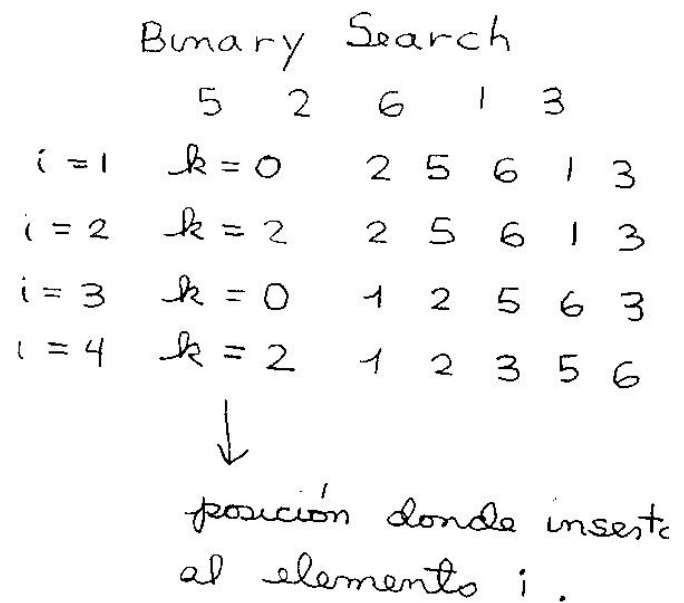 Binary Search
5 2 6 1 3
i = 1 k = 0 2 5 6 1 3
i = 2 k = 2 2 5 6 1 3
i = 3 k = 0 1 2 5 6 3
i = 4 k = 2 1 2 3 5 6
posición donde inserto
al elemento i.